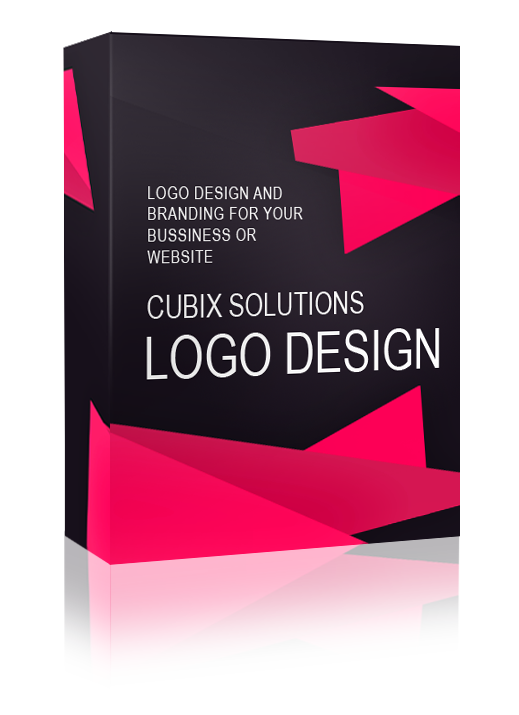 LOGO DESIGN AND
BRANDING FOR YOUR
BUSSINESS OR
WEBSITE
CUBIX SOLUTIONS
LOGO DESIGN